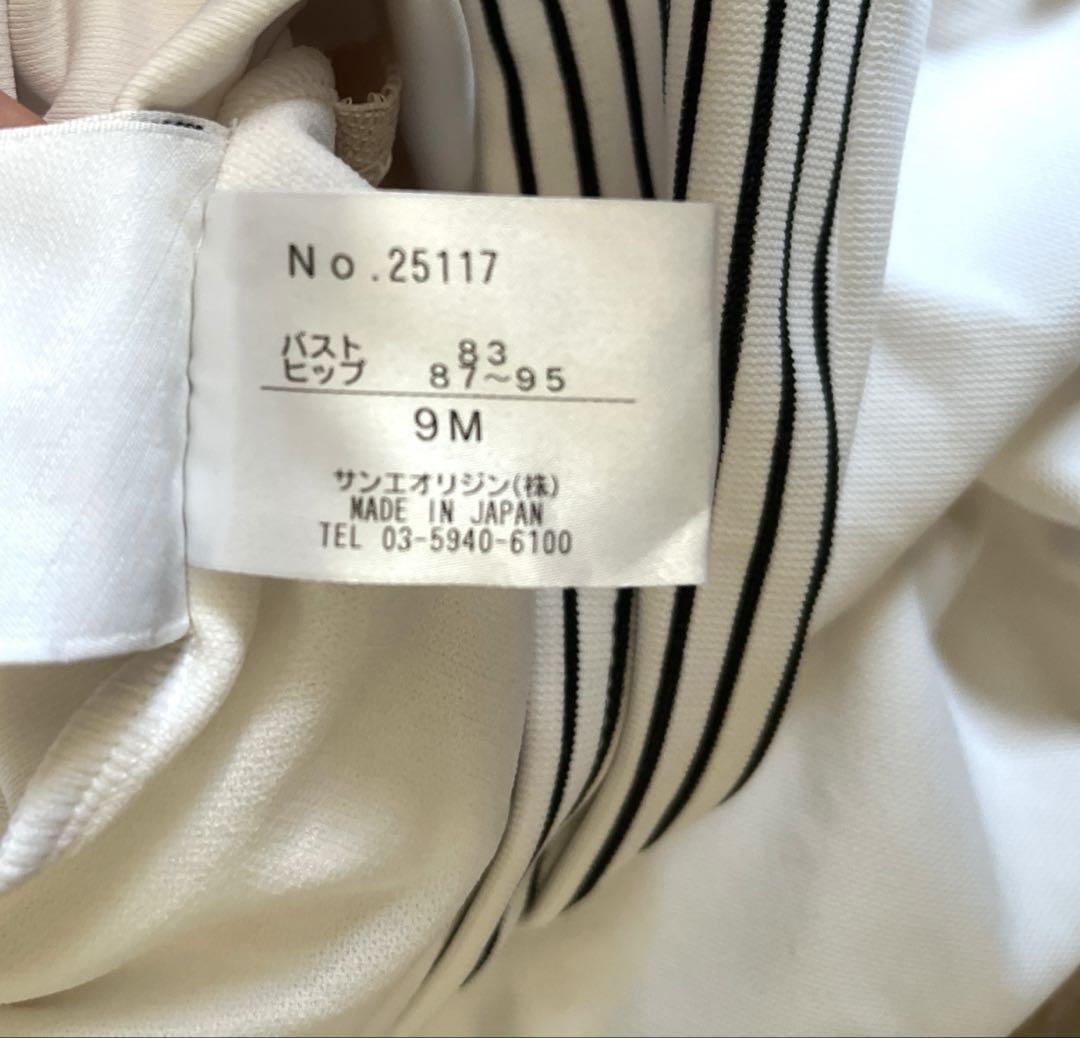 No.25117
バスト 83
ヒップ 87～95
9M
サンエオリジン(株)
MADE IN JAPAN
TEL 03-5940-6100